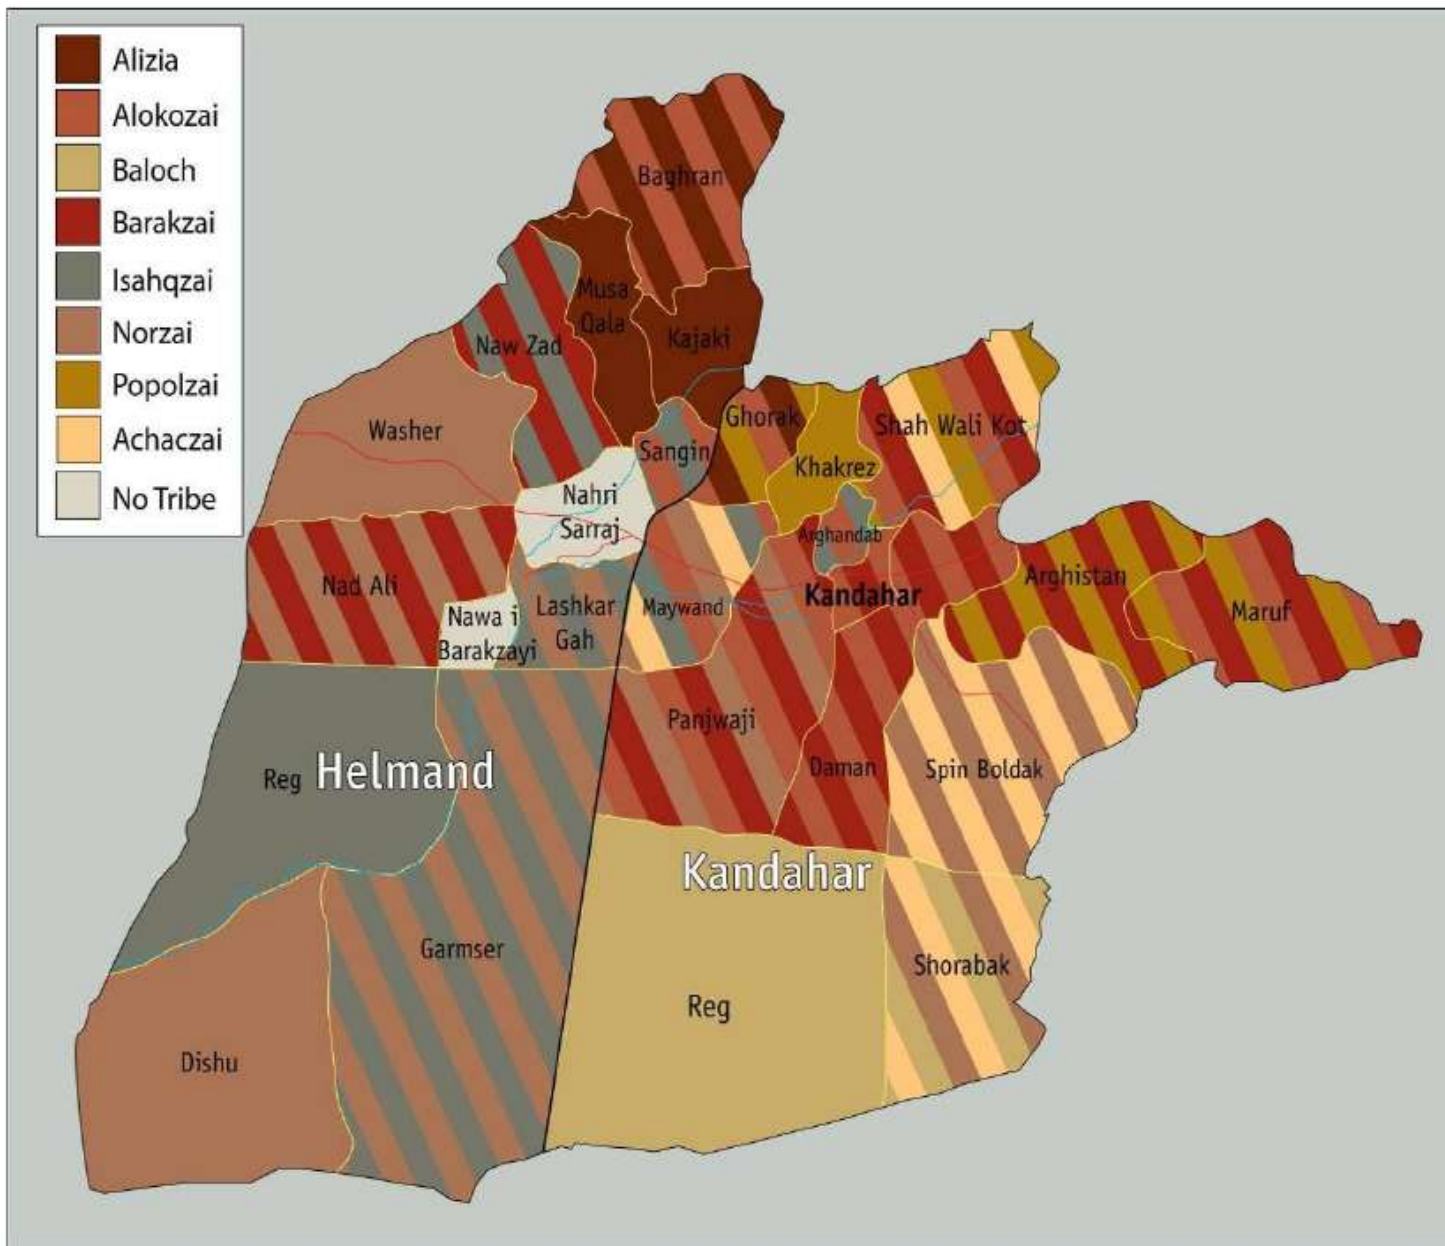 Alizia
Alokozai
Baloch
Barakzai
Isahqzai
Norzai
Popolzai
Achaczai
No Tribe
Baghran
Musa
Qala
Kajaki
Naw Zad
Washer
Sangin
Ghorak
Shah Wali Kot
Khakrez
Nahri
Sarraj
Arghandab
Nad Ali
Nawa i
Barakzayi
Lashkar
Gah
Maywand
Kandahar
Arghistan
Maruf
Panjwaji
Daman
Spin Boldak
Reg
Helmand
Kandahar
Garmser
Shorabak
Reg
Dishu